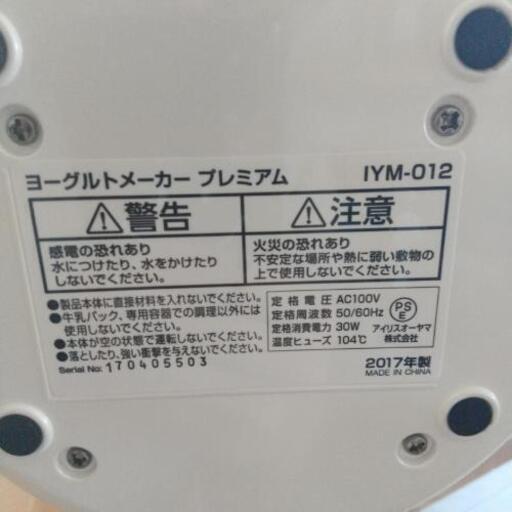 ヨーグルトメーカー プレミアム IYM-012
警告
感電の恐れあり
水につけたり、水をかけたり
しないでください。
注意
火災の恐れあり
不安定な場所や熱に弱い敷物の
上で使用しないでください。
●製品本体に直接材料を入れないでください。
●牛乳パック、専用容器での調理以外には
使用しないでください。
●本体が空の状態で運転しないでください。
●落としたり、強い衝撃を与えないでください。
Serial No: 170405503
定格電圧 AC100V
定格周波数 50/60Hz
定格消費電力 30W
温度ヒューズ 104℃
PS
E
アイリスオーヤマ
株式会社
2017年製
MADE IN CHINA